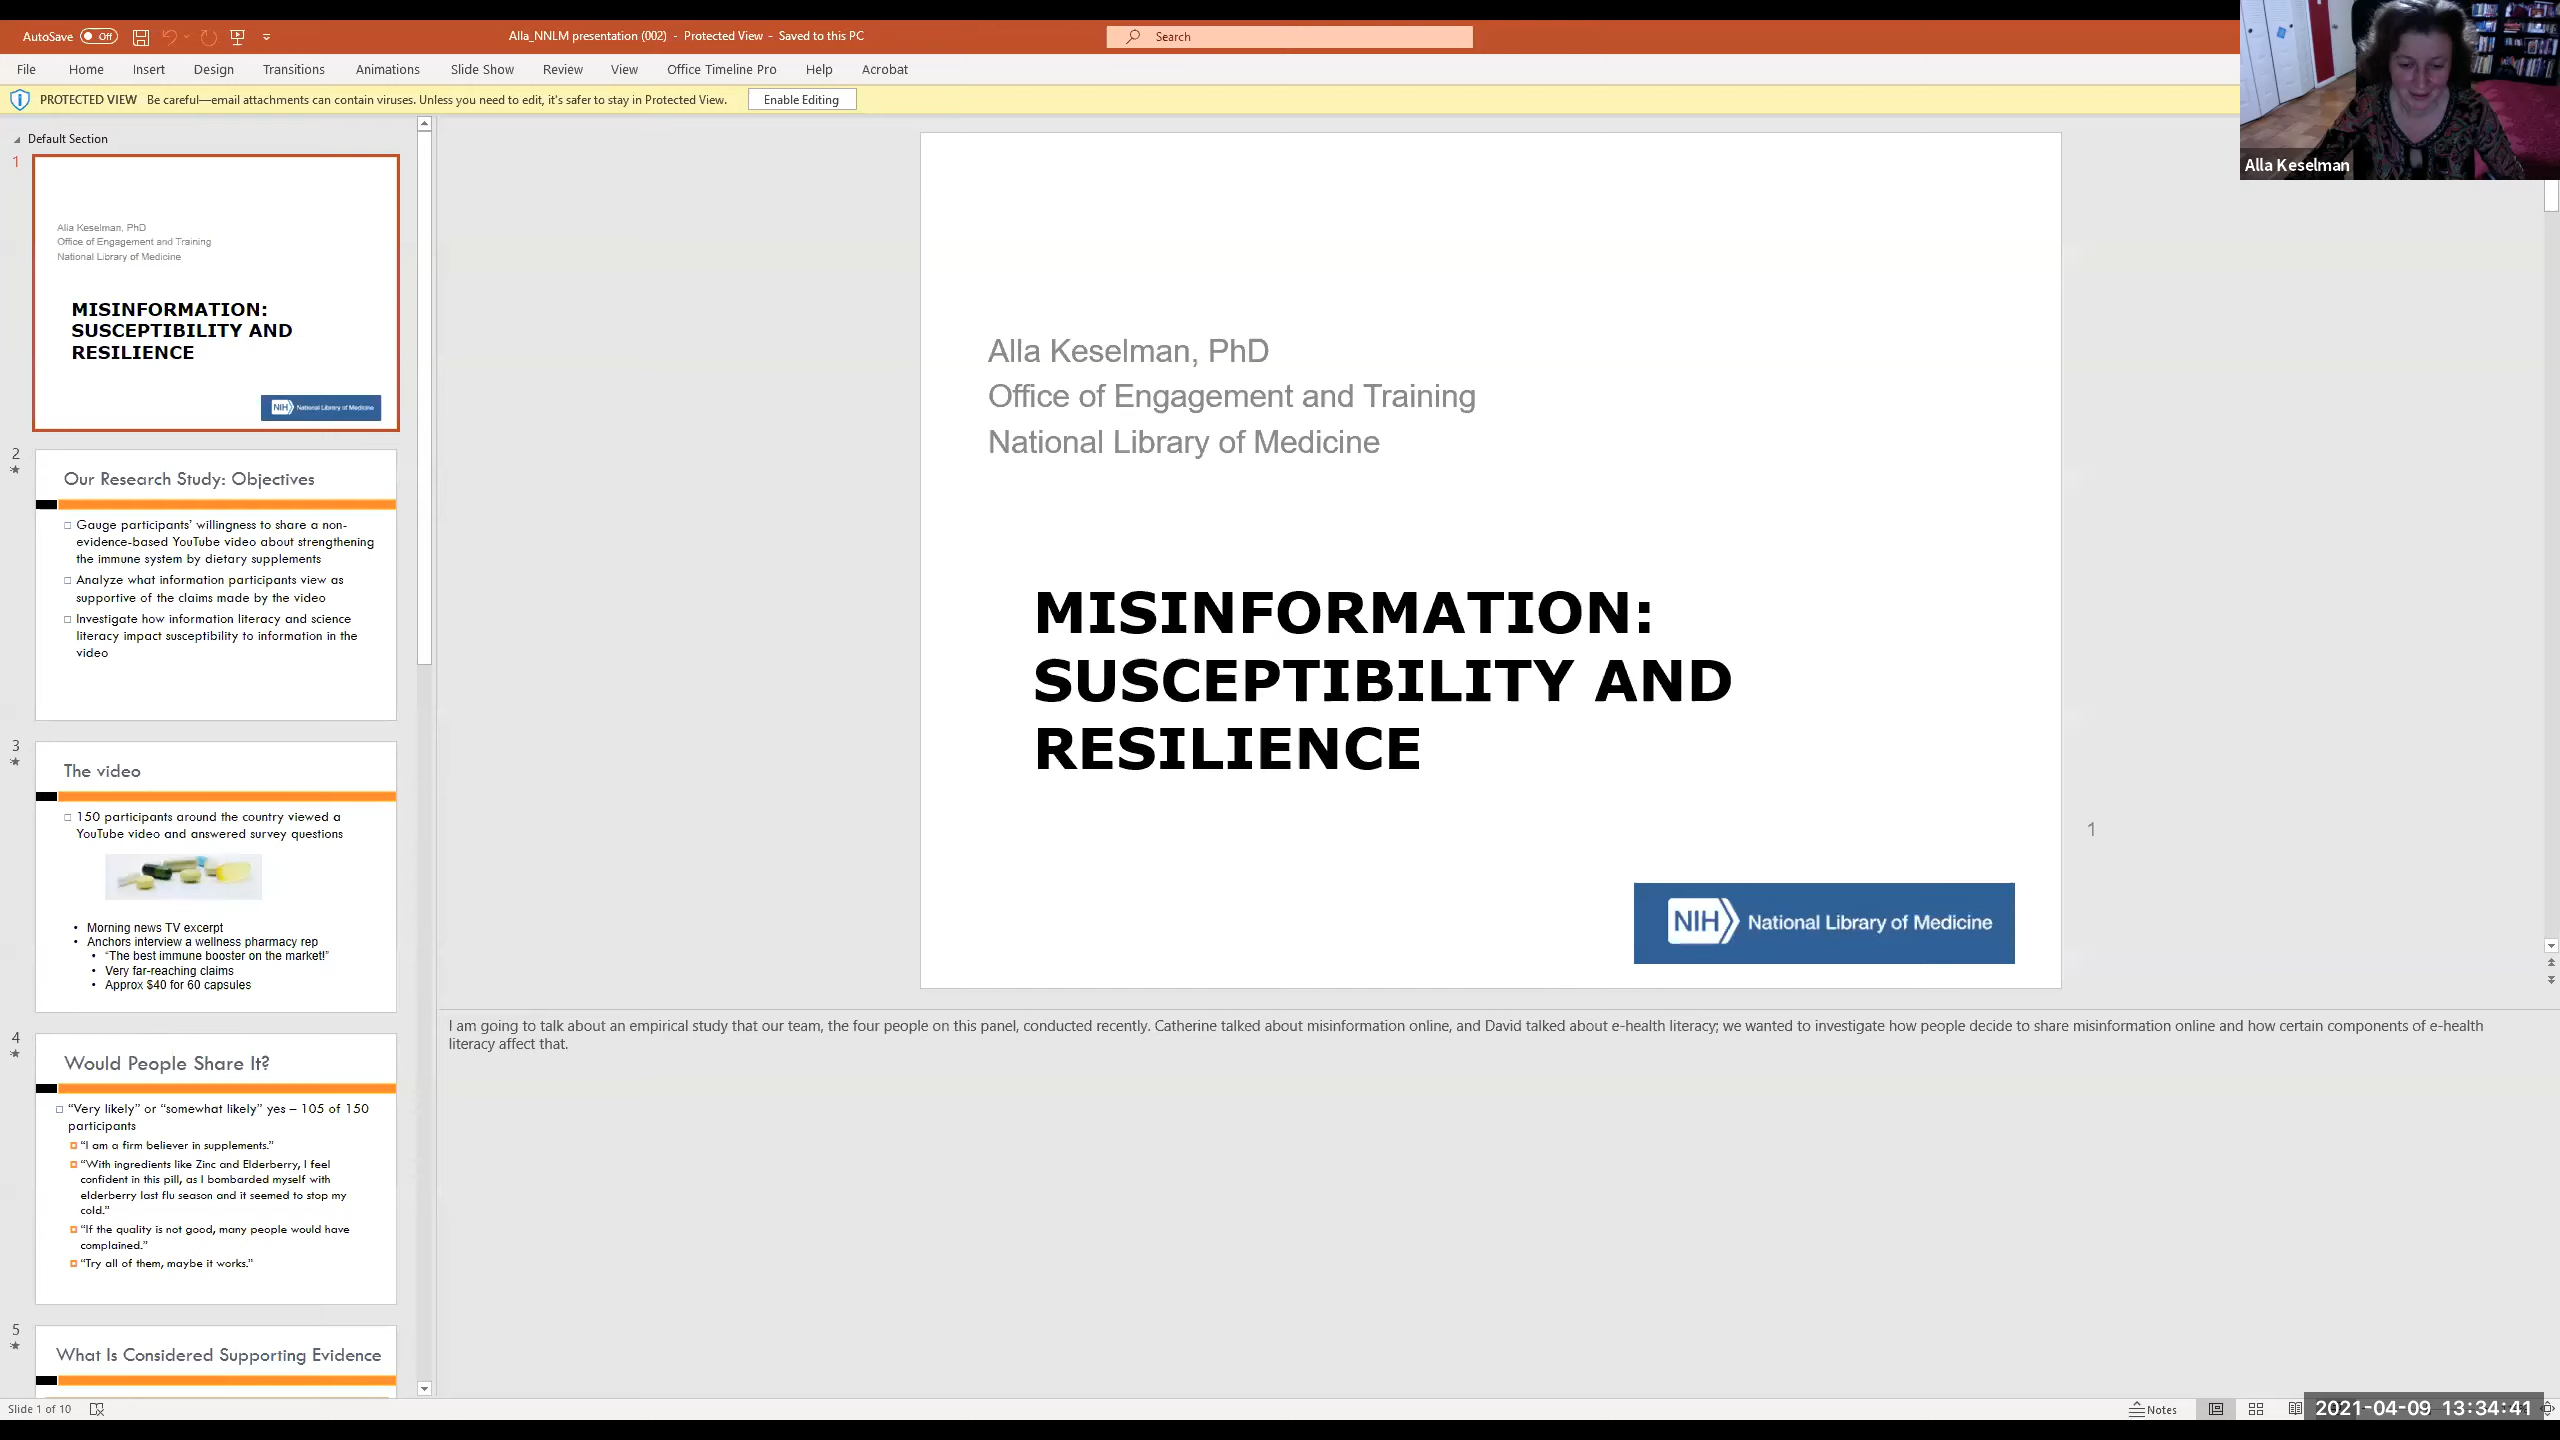 AutoSave Off
Alla_NNLM presentation (002) - Protected View - Saved to this PC
Search
File Home Insert Design Transitions Animations Slide Show Review View Office Timeline Pro Help Acrobat
PROTECTED VIEW Be careful—email attachments can contain viruses. Unless you need to edit, it's safer to stay in Protected View. Enable Editing
Alla Keselman
Default Section
1
Alla Keselman, PhD
Office of Engagement and Training
National Library of Medicine
MISINFORMATION:
SUSCEPTIBILITY AND
RESILIENCE
NIH National Library of Medicine
2
Our Research Study: Objectives
Gauge participants’ willingness to share a non-
evidence-based YouTube video about strengthening
the immune system by dietary supplements
Analyze what information participants view as
supportive of the claims made by the video
Investigate how information literacy and science
literacy impact susceptibility to information in the
video
3
The video
150 participants around the country viewed a
YouTube video and answered survey questions
• Morning news TV excerpt
• Anchors interview a wellness pharmacy rep
• “The best immune booster on the market!”
• Very far-reaching claims
• Approx $40 for 60 capsules
4
Would People Share It?
“Very likely” or “somewhat likely” yes – 105 of 150
participants
“I am a firm believer in supplements.”
“With ingredients like Zinc and Elderberry, I feel
confident in this pill, as I bombarded myself with
elderberry last flu season and it seemed to stop my
cold.”
“If the quality is not good, many people would have
complained.”
“Try all of them, maybe it works.”
5
What Is Considered Supporting Evidence
Alla Keselman, PhD
Office of Engagement and Training
National Library of Medicine
MISINFORMATION:
SUSCEPTIBILITY AND
RESILIENCE
1
NIH National Library of Medicine
I am going to talk about an empirical study that our team, the four people on this panel, conducted recently. Catherine talked about misinformation online, and David talked about e-health literacy; we wanted to investigate how people decide to share misinformation online and how certain components of e-health
literacy affect that.
Slide 1 of 10
Notes
2021-04-09 13:34:41